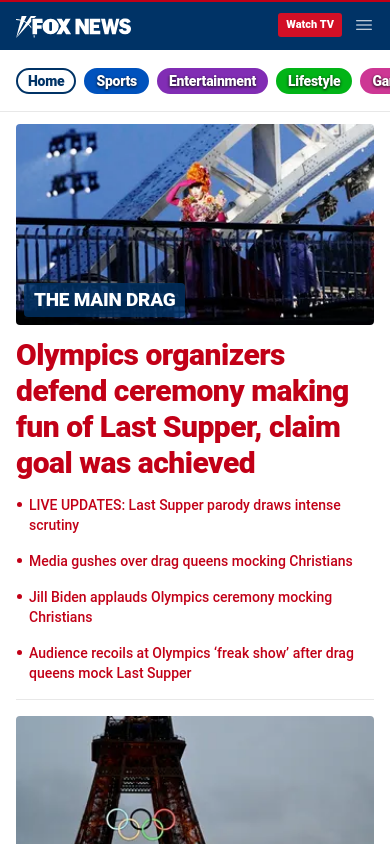 FOX NEWS
Watch TV
Home
Sports
Entertainment
Lifestyle
THE MAIN DRAG
Olympics organizers
defend ceremony making
fun of Last Supper, claim
goal was achieved
• LIVE UPDATES: Last Supper parody draws intense
scrutiny
• Media gushes over drag queens mocking Christians
• Jill Biden applauds Olympics ceremony mocking
Christians
• Audience recoils at Olympics ‘freak show’ after drag
queens mock Last Supper